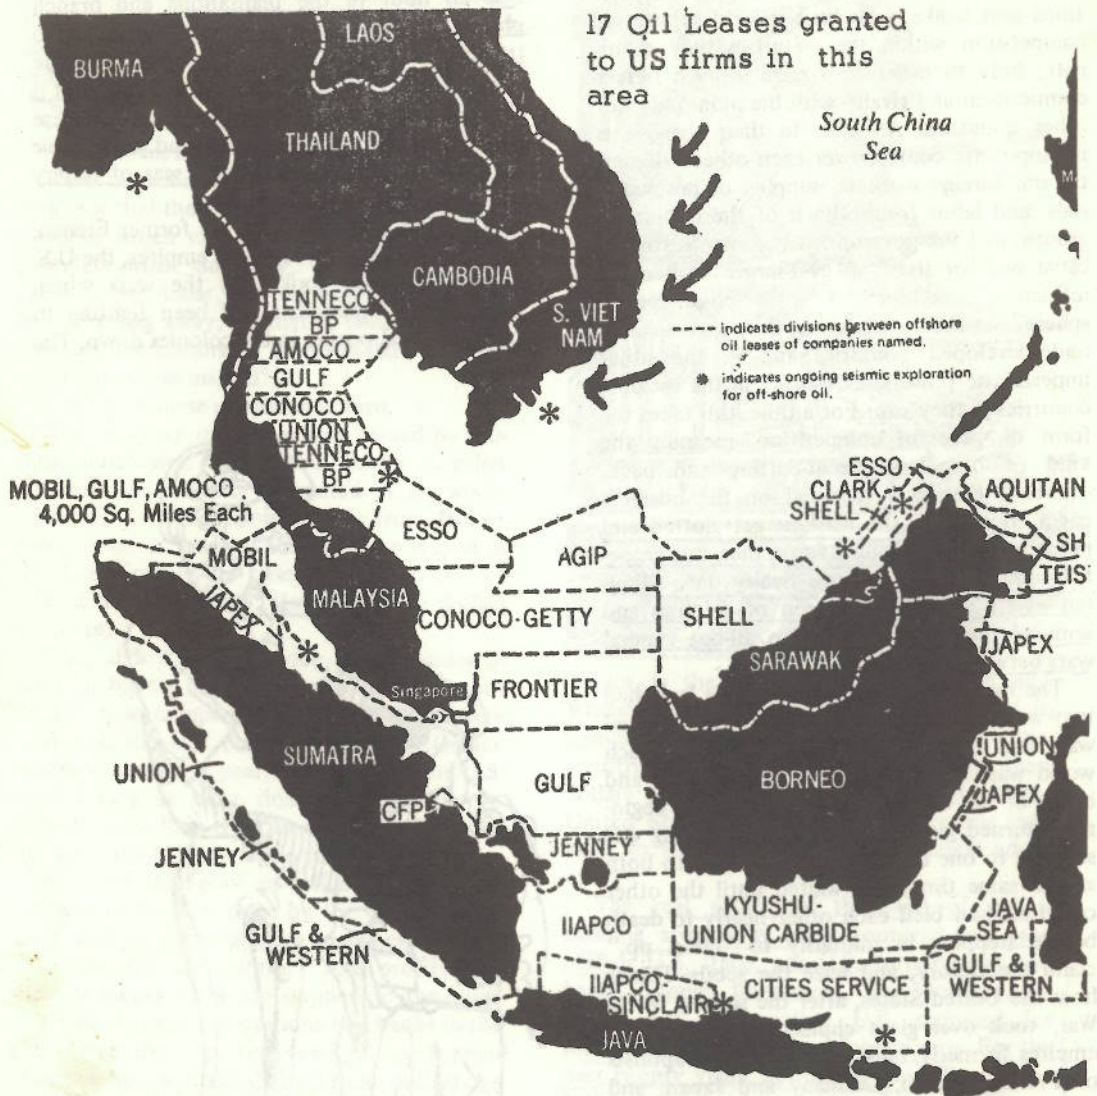 17 Oil Leases granted
to US firms in this
area
South China
Sea
LAOS
BURMA
THAILAND
CAMBODIA
S. VIET
NAM
indicates divisions between offshore
oil leases of companies named.
* indicates ongoing seismic exploration
for off-shore oil.
TENNECO
BP
AMOCO
GULF
CONOCO
UNION
TENNECO
BP
MOBIL, GULF, AMOCO
4,000 Sq. Miles Each
MOBIL
JAPEX
MALAYSIA
ESSO
AGIP
CONOCO-GETTY
SHELL
ESSO
CLARK
SHELL
AQUITAIN
SH
TEIS
JAPEX
SARAWAK
Singapore
FRONTIER
SUMATRA
GULF
BORNEO
UNION
JAPEX
UNION
CFP
JENNEY
JENNEY
GULF &
WESTERN
IIAPCO
KYUSHU-
UNION CARBIDE
JAVA
SEA
GULF &
WESTERN
IIAPCO-
SINCLAIR
CITIES SERVICE
JAVA